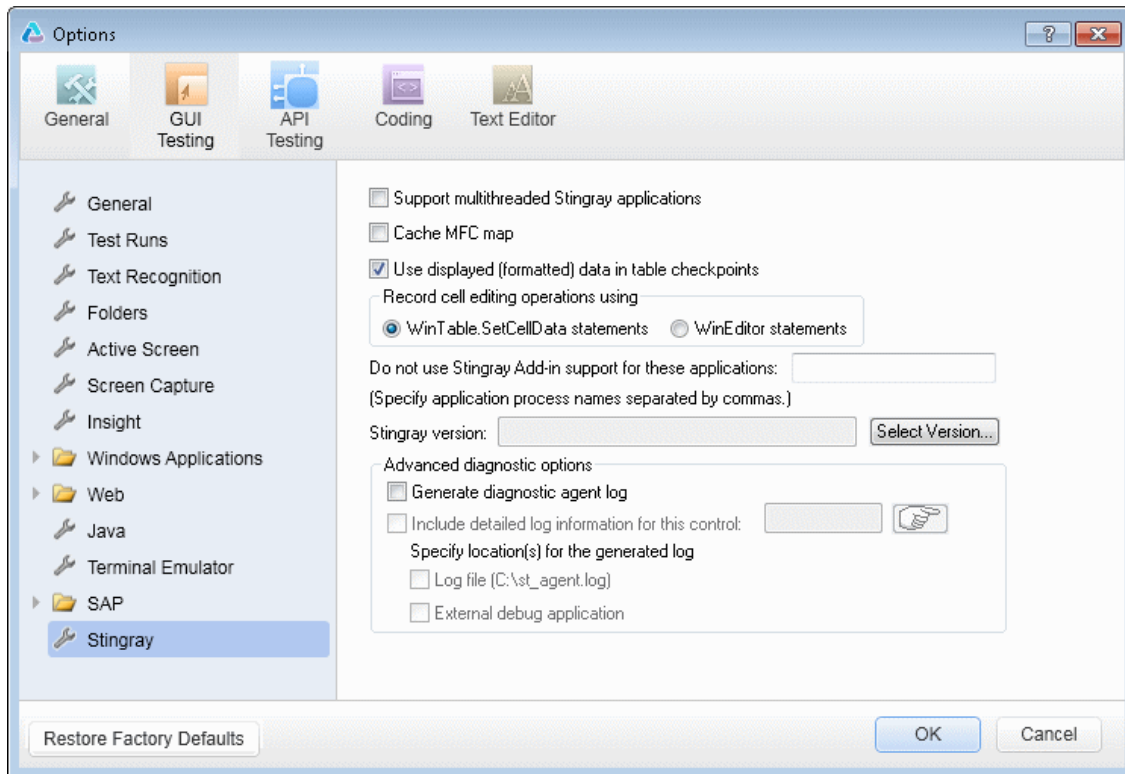 Options
General
GUI
Testing
API
Testing
Coding
Text Editor
General
Test Runs
Text Recognition
Folders
Active Screen
Screen Capture
Insight
Windows Applications
Web
Java
Terminal Emulator
SAP
Stingray
Support multithreaded Stingray applications
Cache MFC map
Use displayed (formatted) data in table checkpoints
Record cell editing operations using
WinTable.SetCellData statements
WinEditor statements
Do not use Stingray Add-in support for these applications:
(Specify application process names separated by commas.)
Stingray version:
Select Version...
Advanced diagnostic options
Generate diagnostic agent log
Include detailed log information for this control:
Specify location(s) for the generated log
Log file (C:\st_agent.log)
External debug application
Restore Factory Defaults
OK
Cancel